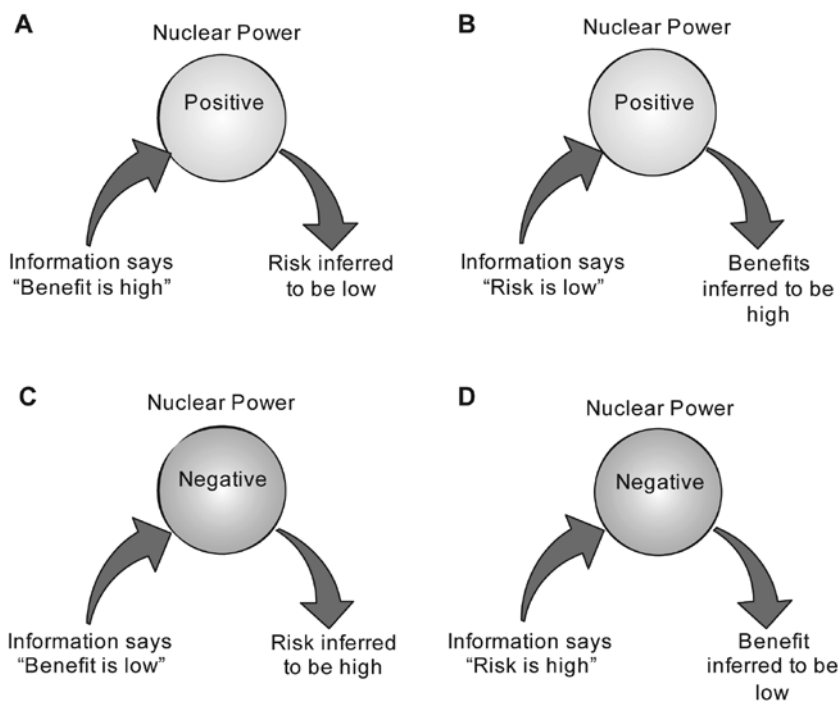 A
Nuclear Power
Positive
Information says
“Benefit is high”
Risk inferred
to be low
B
Nuclear Power
Positive
Information says
“Risk is low”
Benefits
inferred to be
high
C
Nuclear Power
Negative
Information says
“Benefit is low”
Risk inferred
to be high
D
Nuclear Power
Negative
Information says
“Risk is high”
Benefit
inferred to be
low